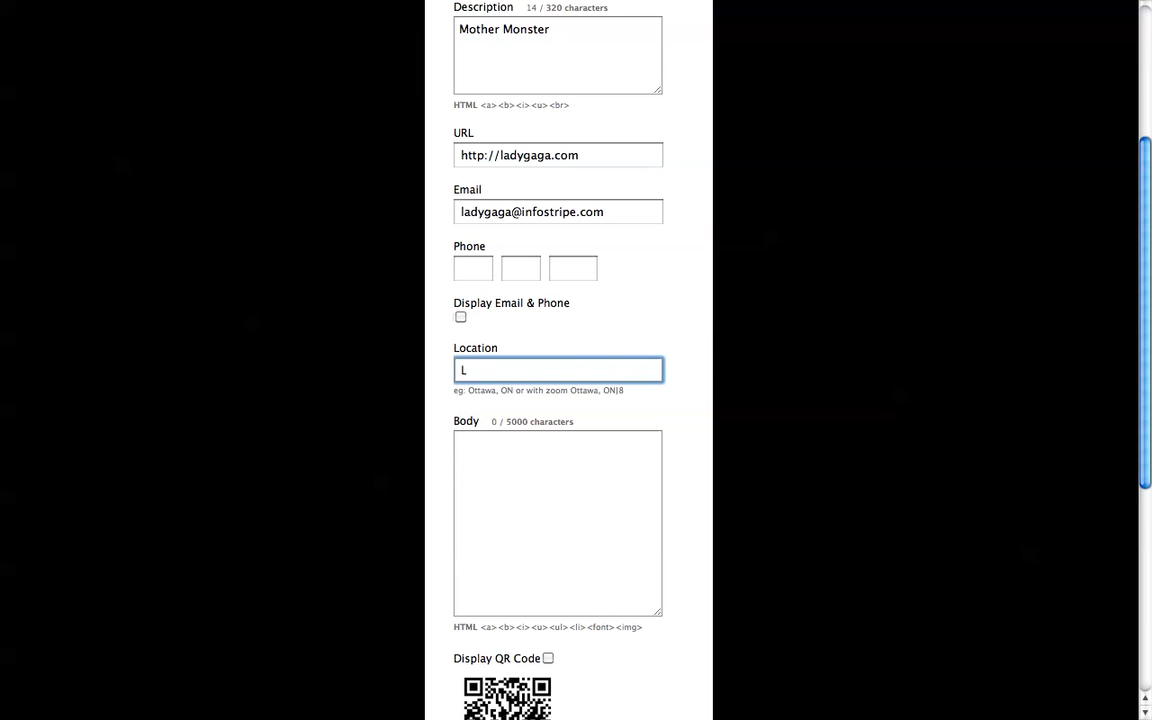 Description 14 / 320 characters
Mother Monster
HTML <a> <b> <i> <u> <br>
URL
http://ladygaga.com
Email
ladygaga@infostripe.com
Phone
Display Email & Phone
Location
L
eg: Ottawa, ON or with zoom Ottawa, ON|8
Body 0 / 5000 characters
HTML <a> <b> <i> <u> <ul> <li> <font> <img>
Display QR Code